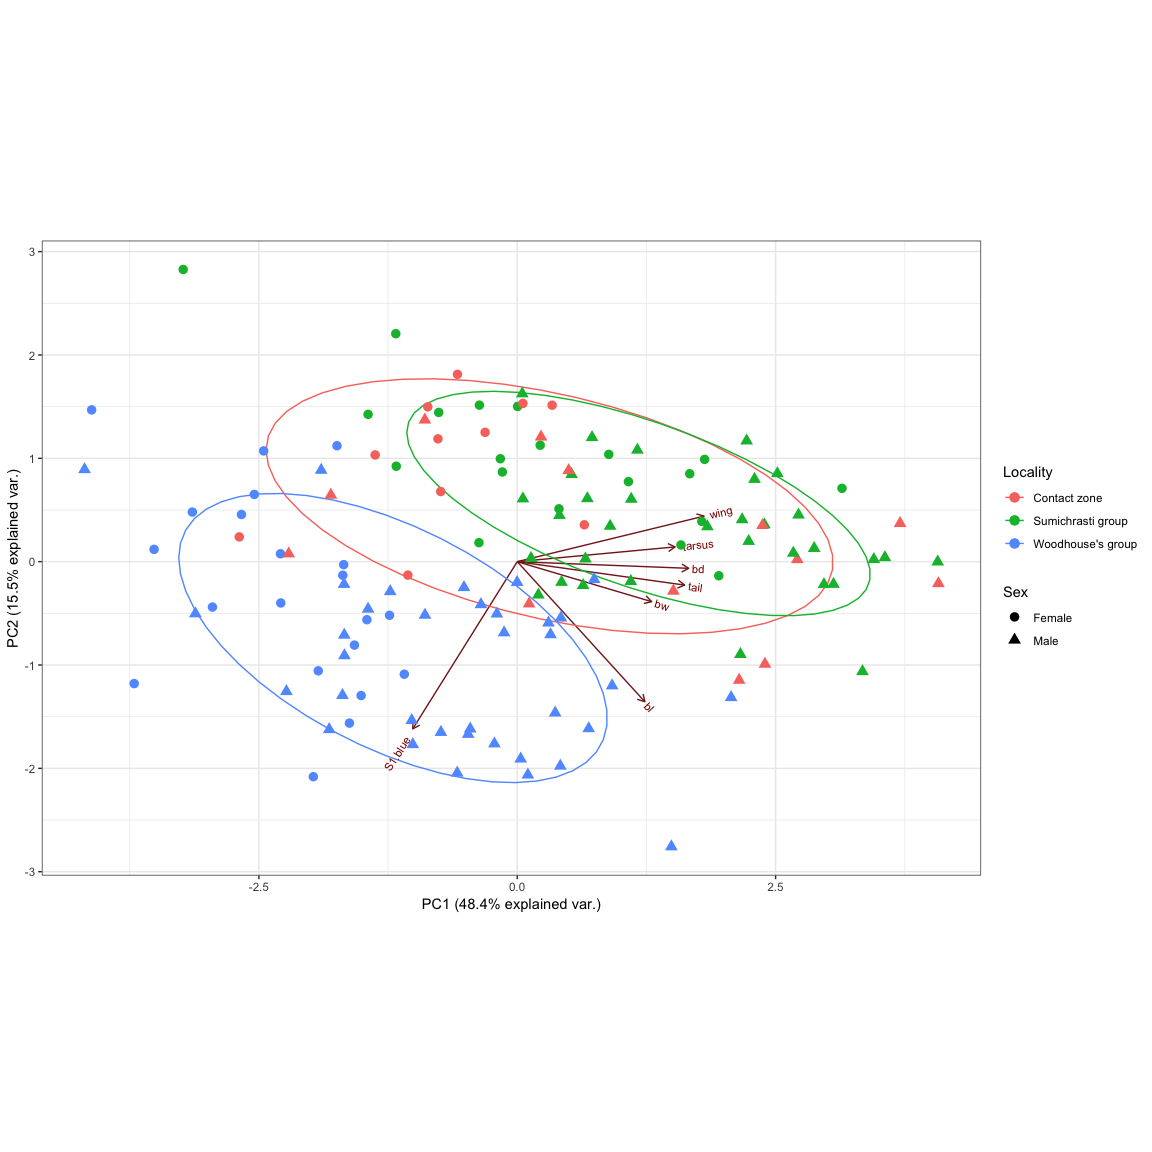 3
2
1
0
-1
-2
-3
-2.5
0.0
2.5
PC1 (48.4% explained var.)
PC2 (15.5% explained var.)
wing
tarsus
bd
tail
bw
bl
S1 blue
Locality
Contact zone
Sumichrasti group
Woodhouse's group
Sex
Female
Male